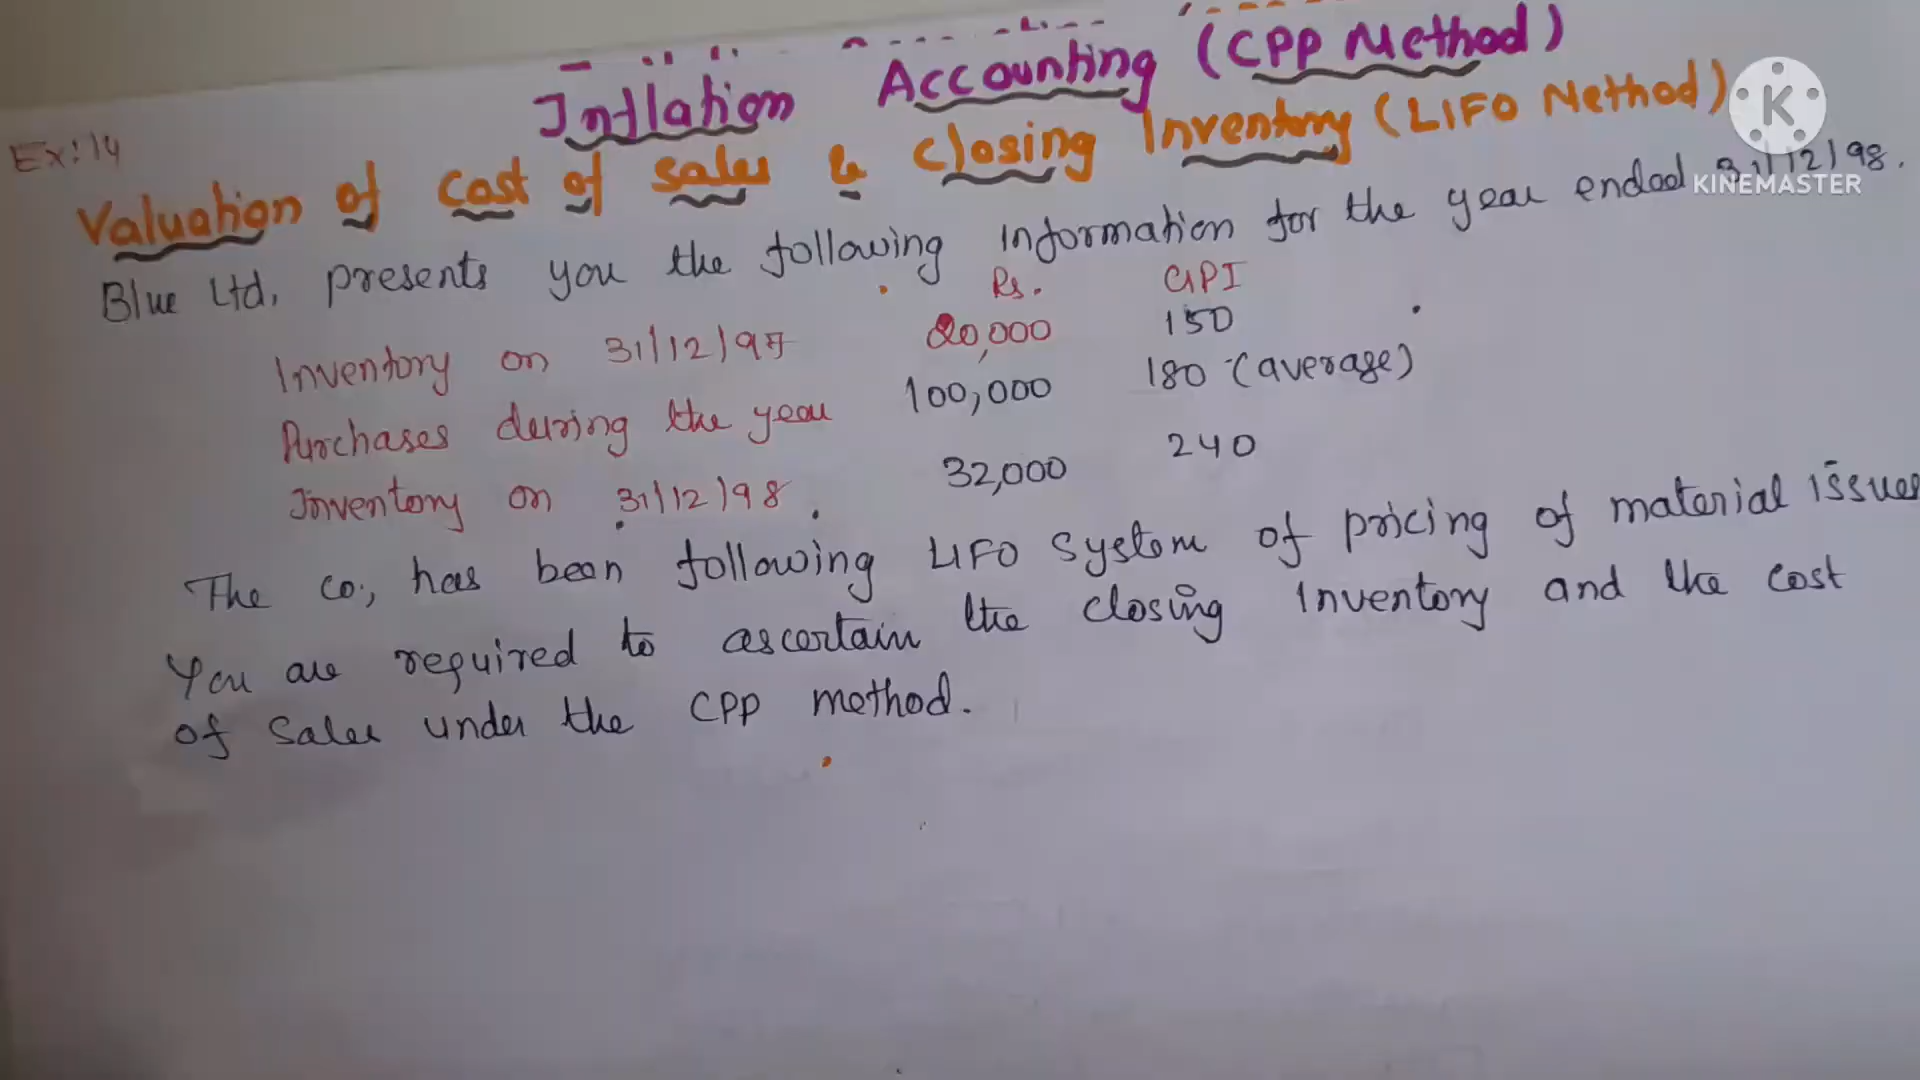 Inflation Accounting (CPP Method)
Ex: 14
Valuation of Cost of Sales & Closing Inventory (LIFO Method)
Blue Ltd. presents you the following information for the year ended 31/12/98.
Rs. GPI
Inventory on 31/12/97 20,000 150
Purchases during the year 100,000 180 (average)
Inventory on 31/12/98. 32,000 240
The co., has been following LIFO system of pricing of material issues
You are required to ascertain the closing inventory and the cost
of sales under the CPP method.
K
KINEMASTER